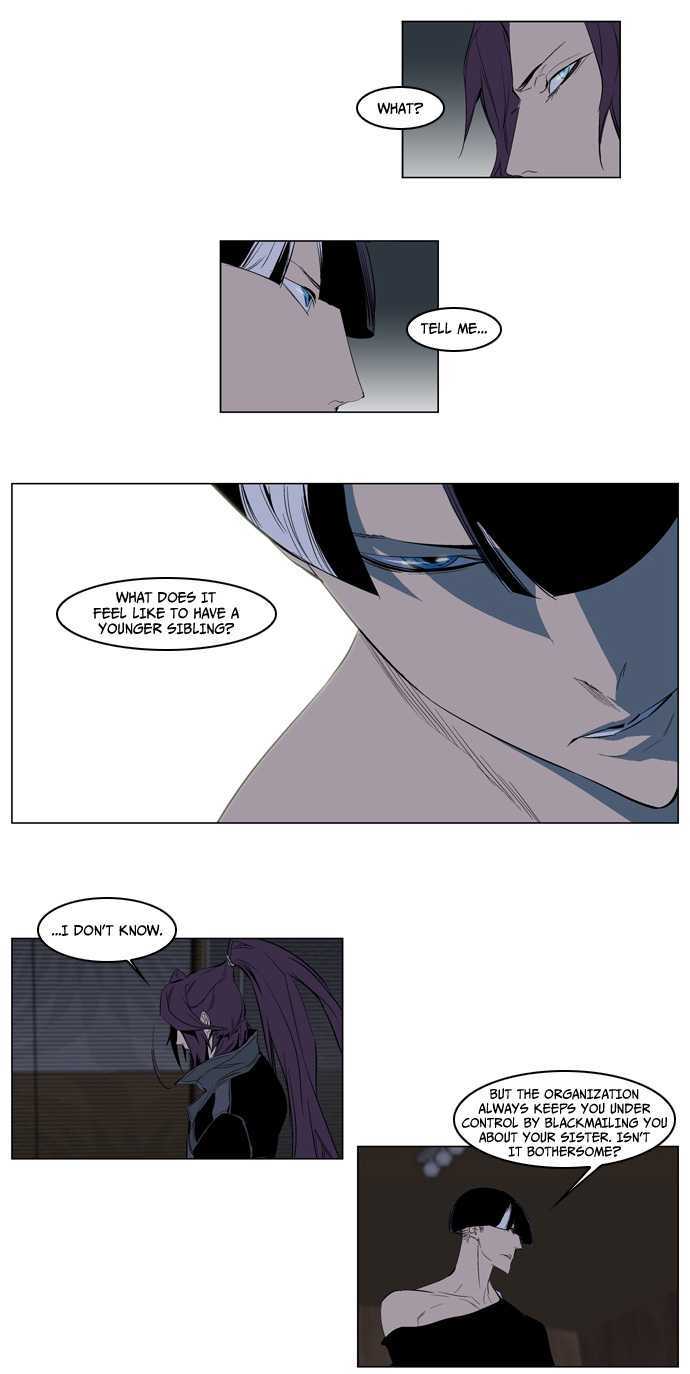 WHAT?
TELL ME...
WHAT DOES IT
FEEL LIKE TO HAVE A
YOUNGER SIBLING?
...I DON'T KNOW.
BUT THE ORGANIZATION
ALWAYS KEEPS YOU UNDER
CONTROL BY BLACKMAILING YOU
ABOUT YOUR SISTER. ISN'T
IT BOTHERSOME?